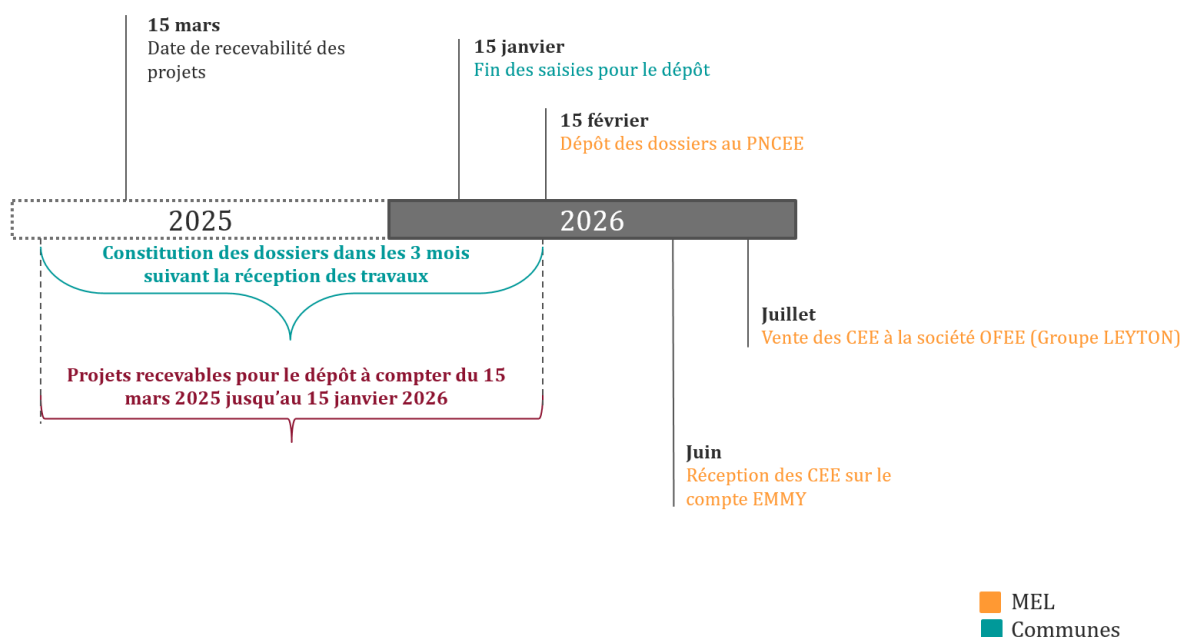 15 mars
Date de recevabilité des
projets
15 janvier
Fin des saisies pour le dépôt
15 février
Dépôt des dossiers au PNCEE
2025
2026
Constitution des dossiers dans les 3 mois
suivant la réception des travaux
Juillet
Vente des CEE à la société OFEE (Groupe LEYTON)
Projets recevables pour le dépôt à compter du 15
mars 2025 jusqu’au 15 janvier 2026
Juin
Réception des CEE sur le
compte EMMY
MEL
Communes